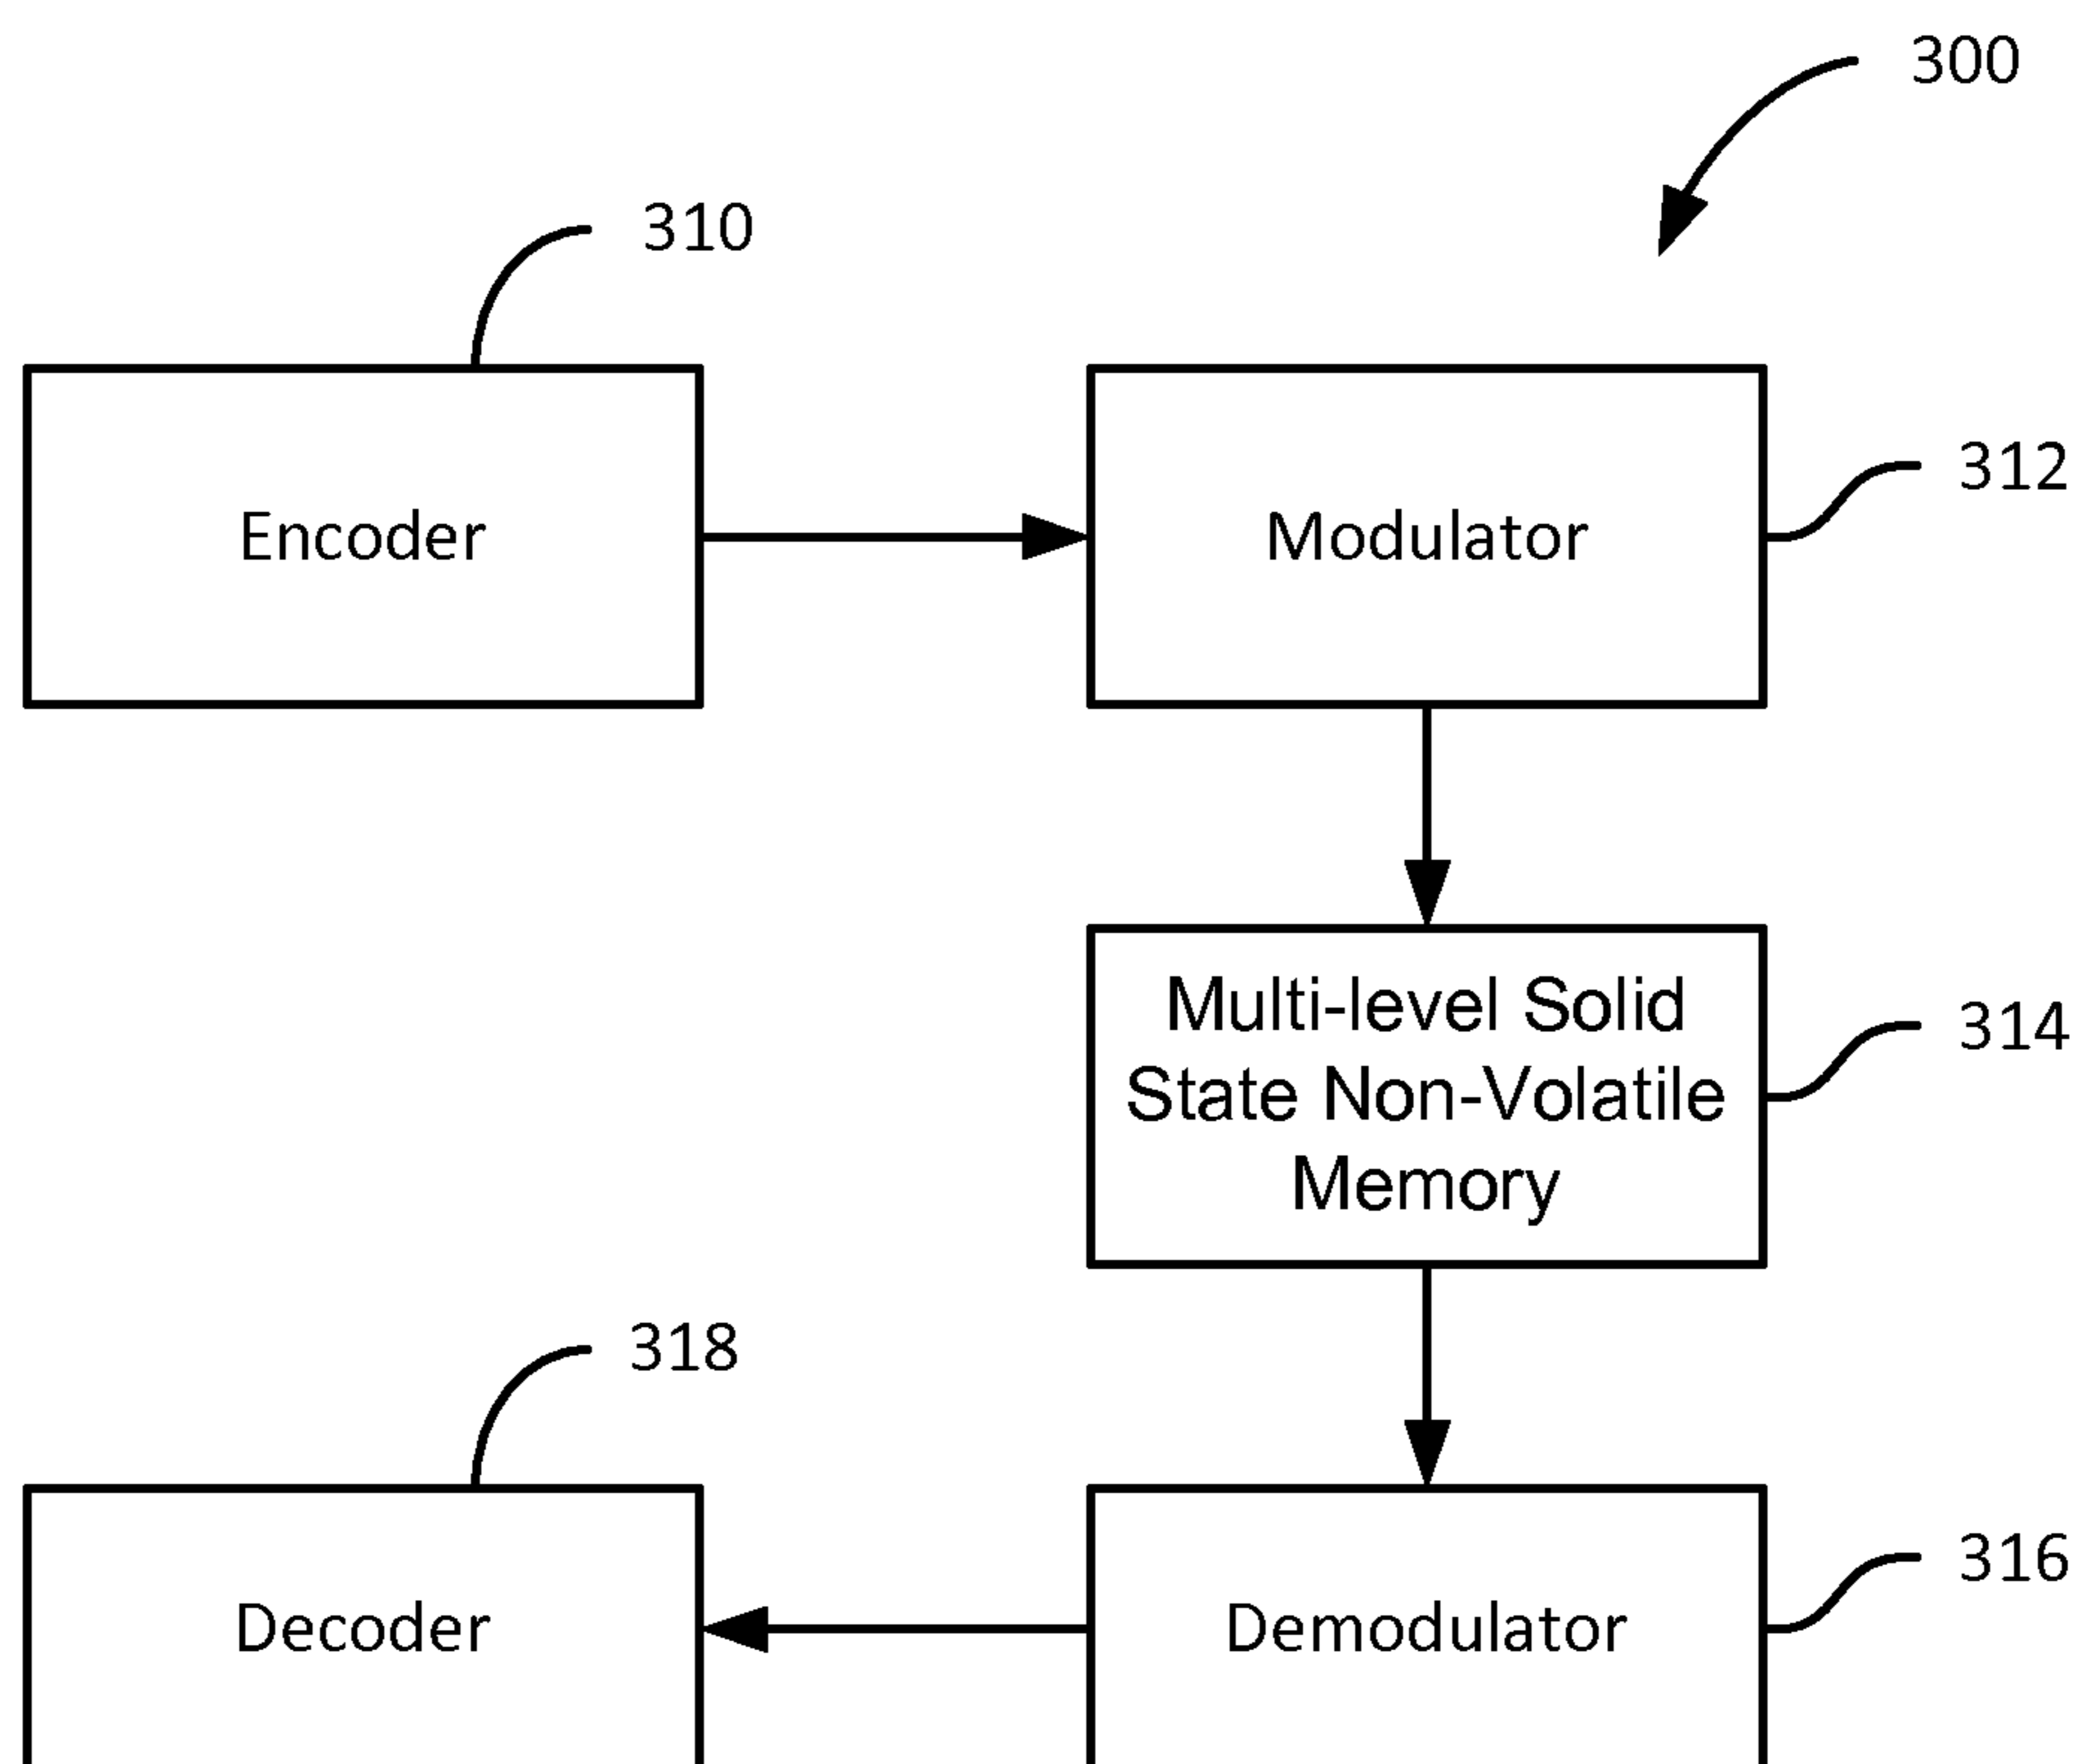 300
310
Encoder
Modulator
312
Multi-level Solid
State Non-Volatile
Memory
314
318
Decoder
Demodulator
316